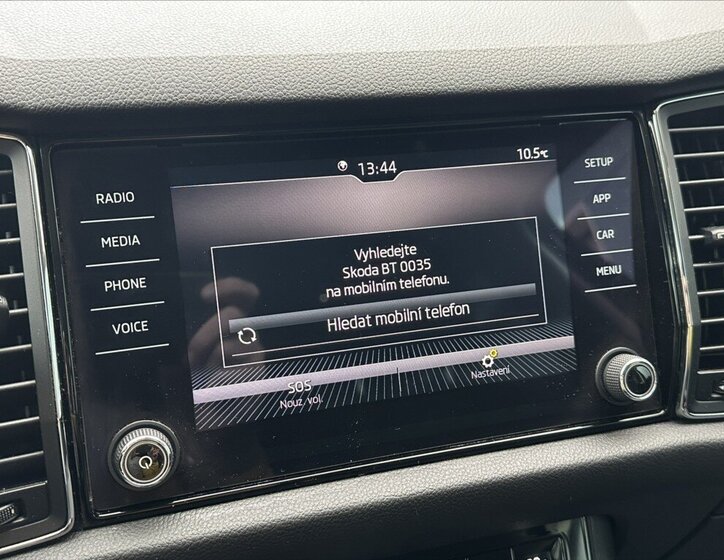 13:44
10.5°C
RADIO
MEDIA
PHONE
VOICE
Vyhledejte
Skoda BT 0035
na mobilním telefonu.
Hledat mobilní telefon
SOS
Nouz. vol.
Nastavení
SETUP
APP
CAR
MENU